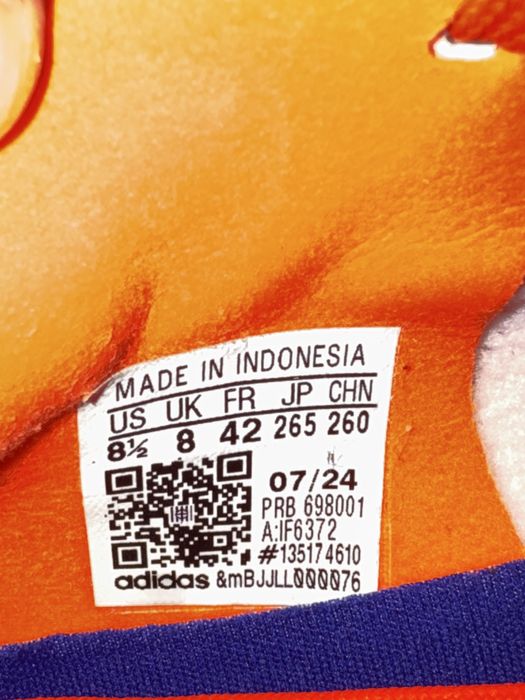 MADE IN INDONESIA
US UK FR JP CHN
8½ 8 42 265 260
07/24
PRB 698001
A:IF6372
#135174610
adidas &mBJJLL000076